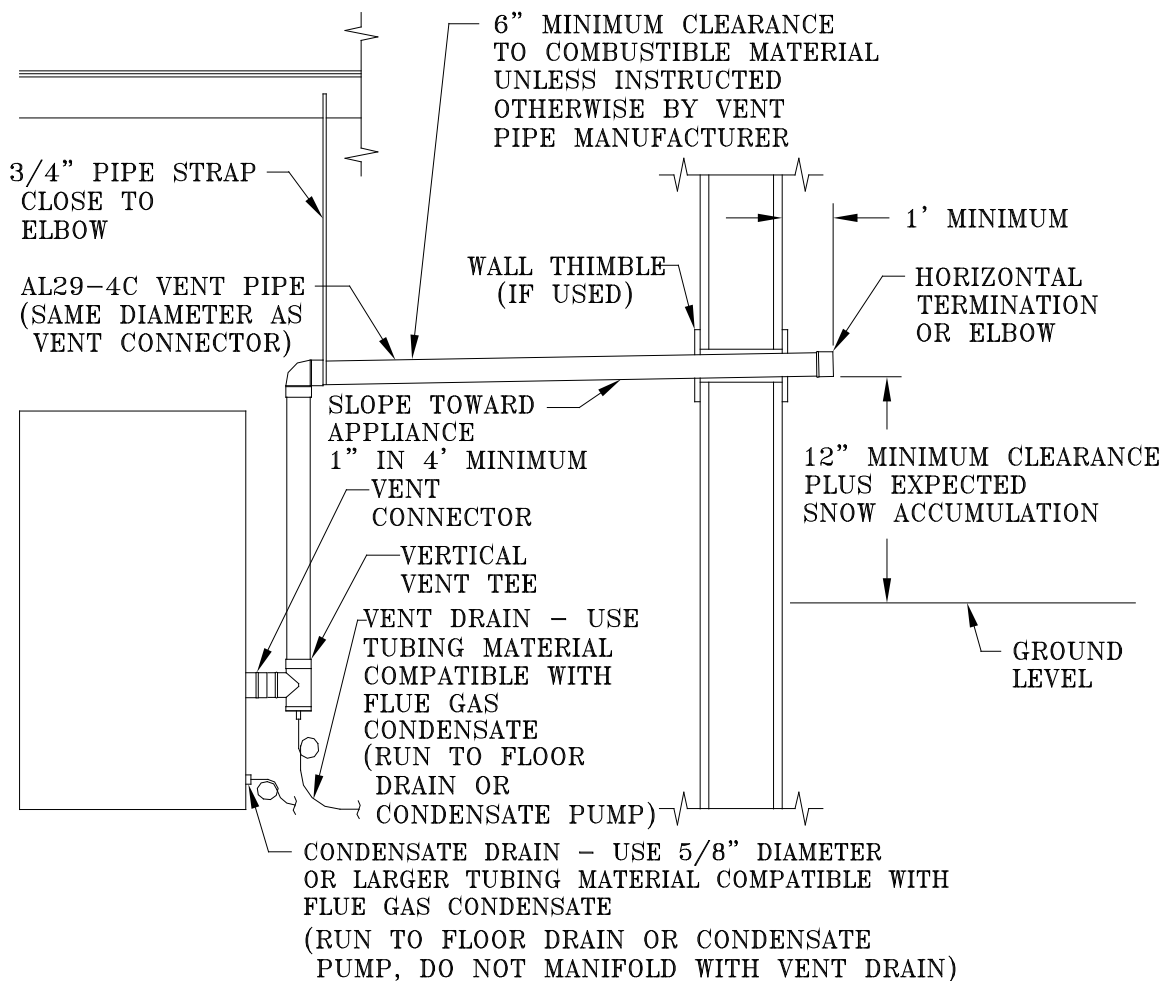 6” MINIMUM CLEARANCE
TO COMBUSTIBLE MATERIAL
UNLESS INSTRUCTED
OTHERWISE BY VENT
PIPE MANUFACTURER
3/4” PIPE STRAP
CLOSE TO
ELBOW
1’ MINIMUM
WALL THIMBLE
(IF USED)
HORIZONTAL
TERMINATION
OR ELBOW
AL29-4C VENT PIPE
(SAME DIAMETER AS
VENT CONNECTOR)
SLOPE TOWARD
APPLIANCE
1” IN 4’ MINIMUM
12” MINIMUM CLEARANCE
PLUS EXPECTED
SNOW ACCUMULATION
VENT
CONNECTOR
VERTICAL
VENT TEE
VENT DRAIN – USE
TUBING MATERIAL
COMPATIBLE WITH
FLUE GAS
CONDENSATE
(RUN TO FLOOR
DRAIN OR
CONDENSATE PUMP)
GROUND
LEVEL
CONDENSATE DRAIN – USE 5/8” DIAMETER
OR LARGER TUBING MATERIAL COMPATIBLE WITH
FLUE GAS CONDENSATE
(RUN TO FLOOR DRAIN OR CONDENSATE
PUMP, DO NOT MANIFOLD WITH VENT DRAIN)